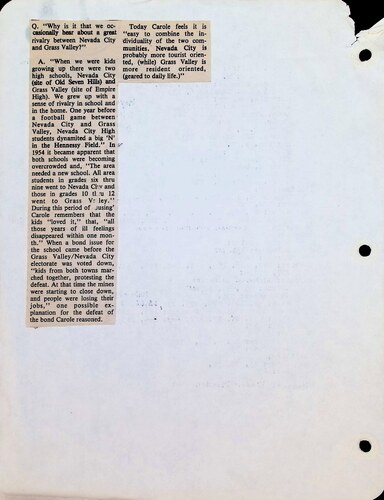 Q. "Why is it that we oc-
casionally hear about a great
rivalry between Nevada City
and Grass Valley?"
A. "When we were kids
growing up there were two
high schools, Nevada City
(site of Old Seven Hills) and
Grass Valley (site of Empire
High). We grew up with a
sense of rivalry in school and
in the home. One year before
a football game between
Nevada City and Grass
Valley, Nevada City High
students dynamited a big 'N'
in the Hennessy Field." In
1954 it became apparent that
both schools were becoming
overcrowded and, "The area
needed a new school. All area
students in grades six thru
nine went to Nevada City and
those in grades 10 thru 12
went to Grass Valley."
During this period of
Carole remembers that the
kids "loved it," that, "all
those years of ill feelings
disappeared within one mon-
th." When a bond issue for
the school came before the
Grass Valley/Nevada City
electorate was voted down,
"kids from both towns mar-
ched together, protesting the
defeat. At that time the mines
were starting to close down,
and people were losing their
jobs," one possible ex-
planation for the defeat of
the bond Carole reasoned.
Today Carole feels it is
"easy to combine the in-
dividuality of the two com-
munities, Nevada City is
probably more tourist orien-
ted, (while) Grass Valley is
more resident oriented,
(geared to daily life.)"